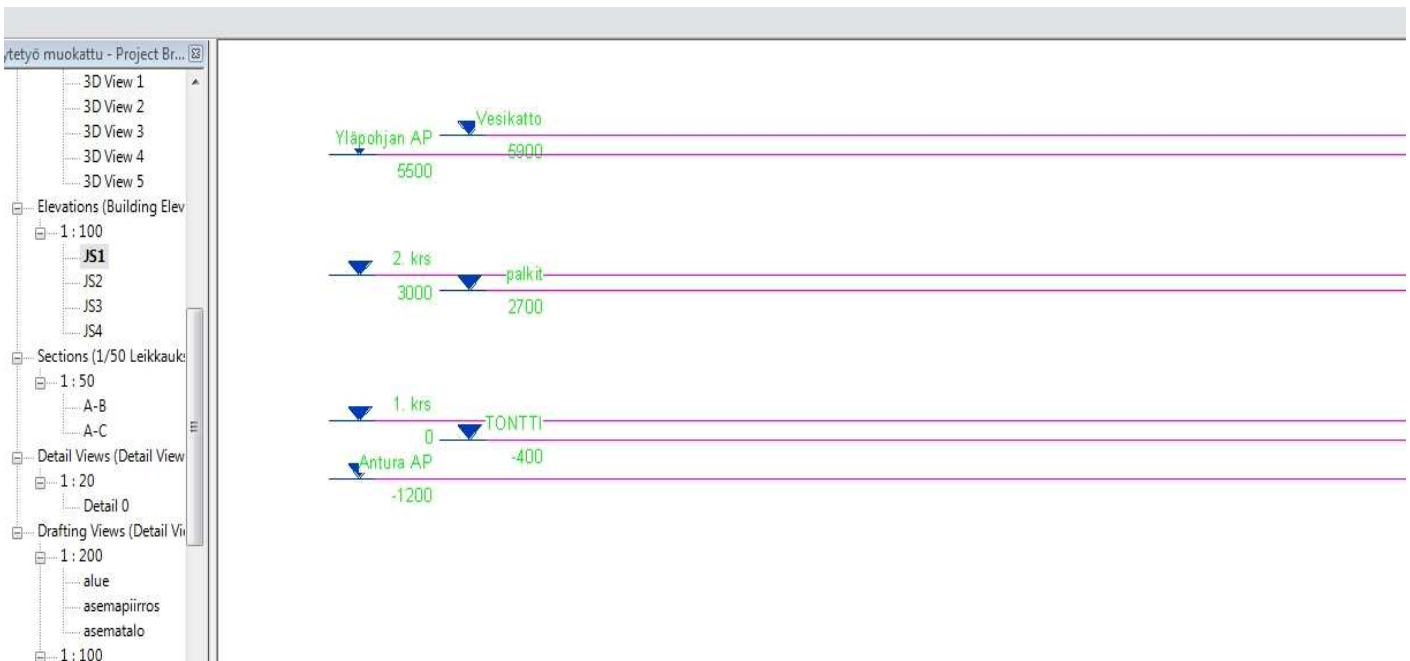 ytetyö muokattu - Project Br...
3D View 1
3D View 2
3D View 3
3D View 4
3D View 5
Elevations (Building Elev
1 : 100
JS1
JS2
JS3
JS4
Sections (1/50 Leikkauks
1 : 50
A-B
A-C
Detail Views (Detail View
1 : 20
Detail 0
Drafting Views (Detail Vie
1 : 200
alue
asemapiirros
asematalo
1 : 100
Vesikatto
5900
Yläpohjan AP
5500
2. krs
3000
palkit
2700
1. krs
0
TONTTI
-400
Antura AP
-1200